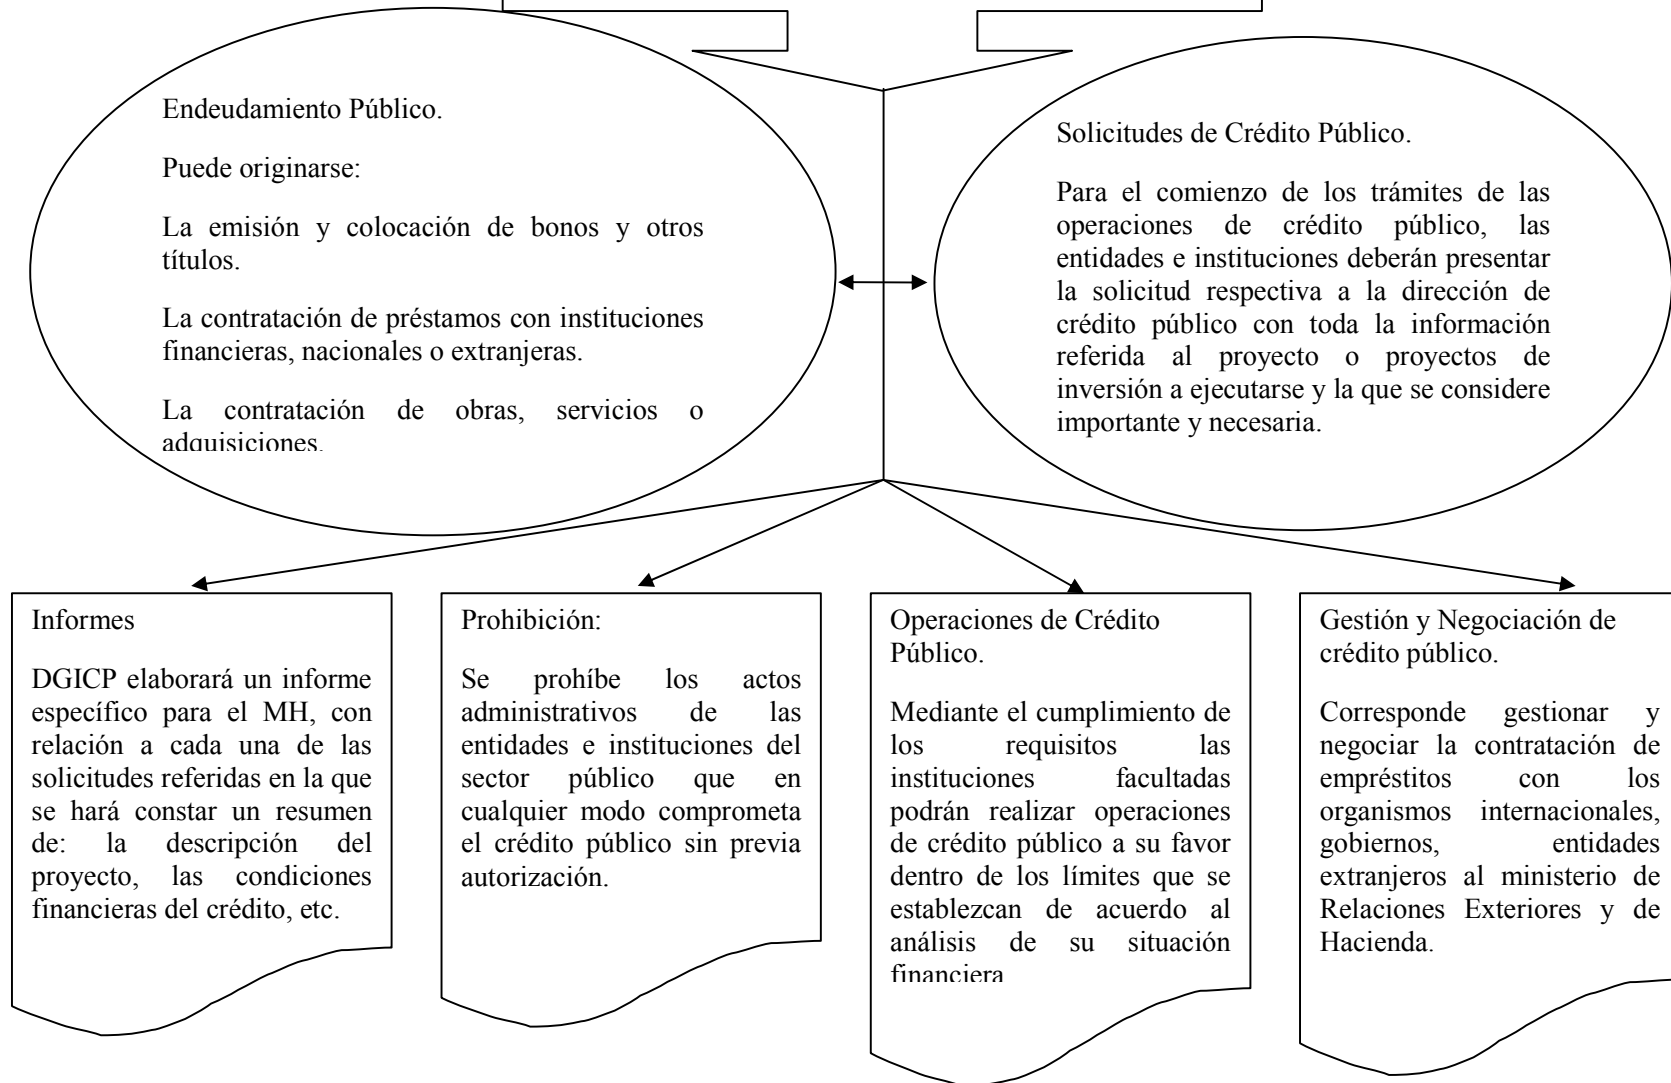 Endeudamiento Público.
Puede originarse:
La emisión y colocación de bonos y otros
títulos.
La contratación de préstamos con instituciones
financieras, nacionales o extranjeras.
La contratación de obras, servicios o
adquisiciones.
Solicitudes de Crédito Público.
Para el comienzo de los trámites de las
operaciones de crédito público, las
entidades e instituciones deberán presentar
la solicitud respectiva a la dirección de
crédito público con toda la información
referida al proyecto o proyectos de
inversión a ejecutarse y la que se considere
importante y necesaria.
Informes
DGICP elaborará un informe
específico para el MH, con
relación a cada una de las
solicitudes referidas en la que
se hará constar un resumen
de: la descripción del
proyecto, las condiciones
financieras del crédito, etc.
Prohibición:
Se prohíbe los actos
administrativos de las
entidades e instituciones del
sector público que en
cualquier modo comprometa
el crédito público sin previa
autorización.
Operaciones de Crédito
Público.
Mediante el cumplimiento de
los requisitos las
instituciones facultadas
podrán realizar operaciones
de crédito público a su favor
dentro de los límites que se
establezcan de acuerdo al
análisis de su situación
financiera
Gestión y Negociación de
crédito público.
Corresponde gestionar y
negociar la contratación de
empréstitos con los
organismos internacionales,
gobiernos, entidades
extranjeros al ministerio de
Relaciones Exteriores y de
Hacienda.